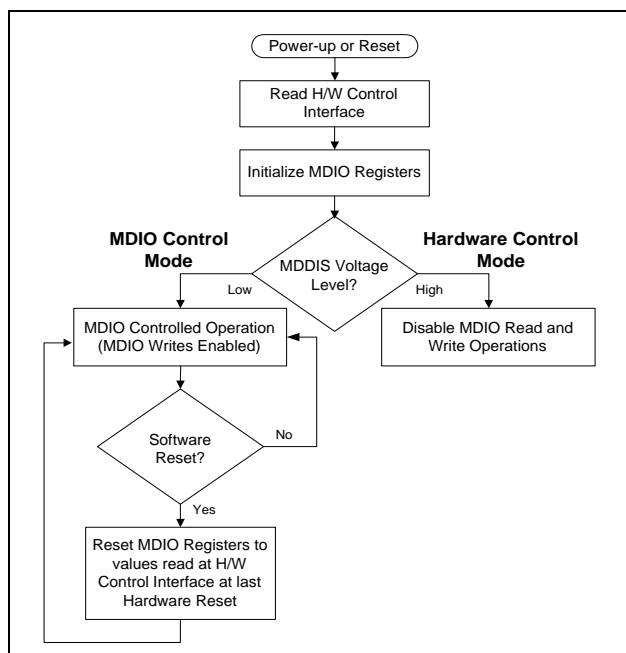 Power-up or Reset
Read H/W Control
Interface
Initialize MDIO Registers
MDIO Control
Mode
Hardware Control
Mode
MDDIS Voltage
Level?
Low
High
MDIO Controlled Operation
(MDIO Writes Enabled)
Disable MDIO Read and
Write Operations
Software
Reset?
No
Yes
Reset MDIO Registers to
values read at H/W
Control Interface at last
Hardware Reset